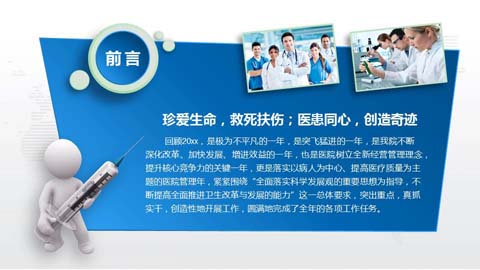 前言
珍爱生命，救死扶伤；医患同心，创造奇迹
回顾20xx，是极为不平凡的一年，是突飞猛进的一年，是我院不断
深化改革、加快发展、增进效益的一年，也是医院树立全新经营管理理念，
提升核心竞争力的关健一年，更是落实以病人为中心、提高医疗质量为主
题的医院管理年，紧紧围绕“全面落实科学发展观的重要思想为指导，不
断提高全面推进卫生改革与发展的能力”这一总体要求，突出重点，真抓
实干，创造性地开展工作，圆满地完成了全年的各项工作任务。